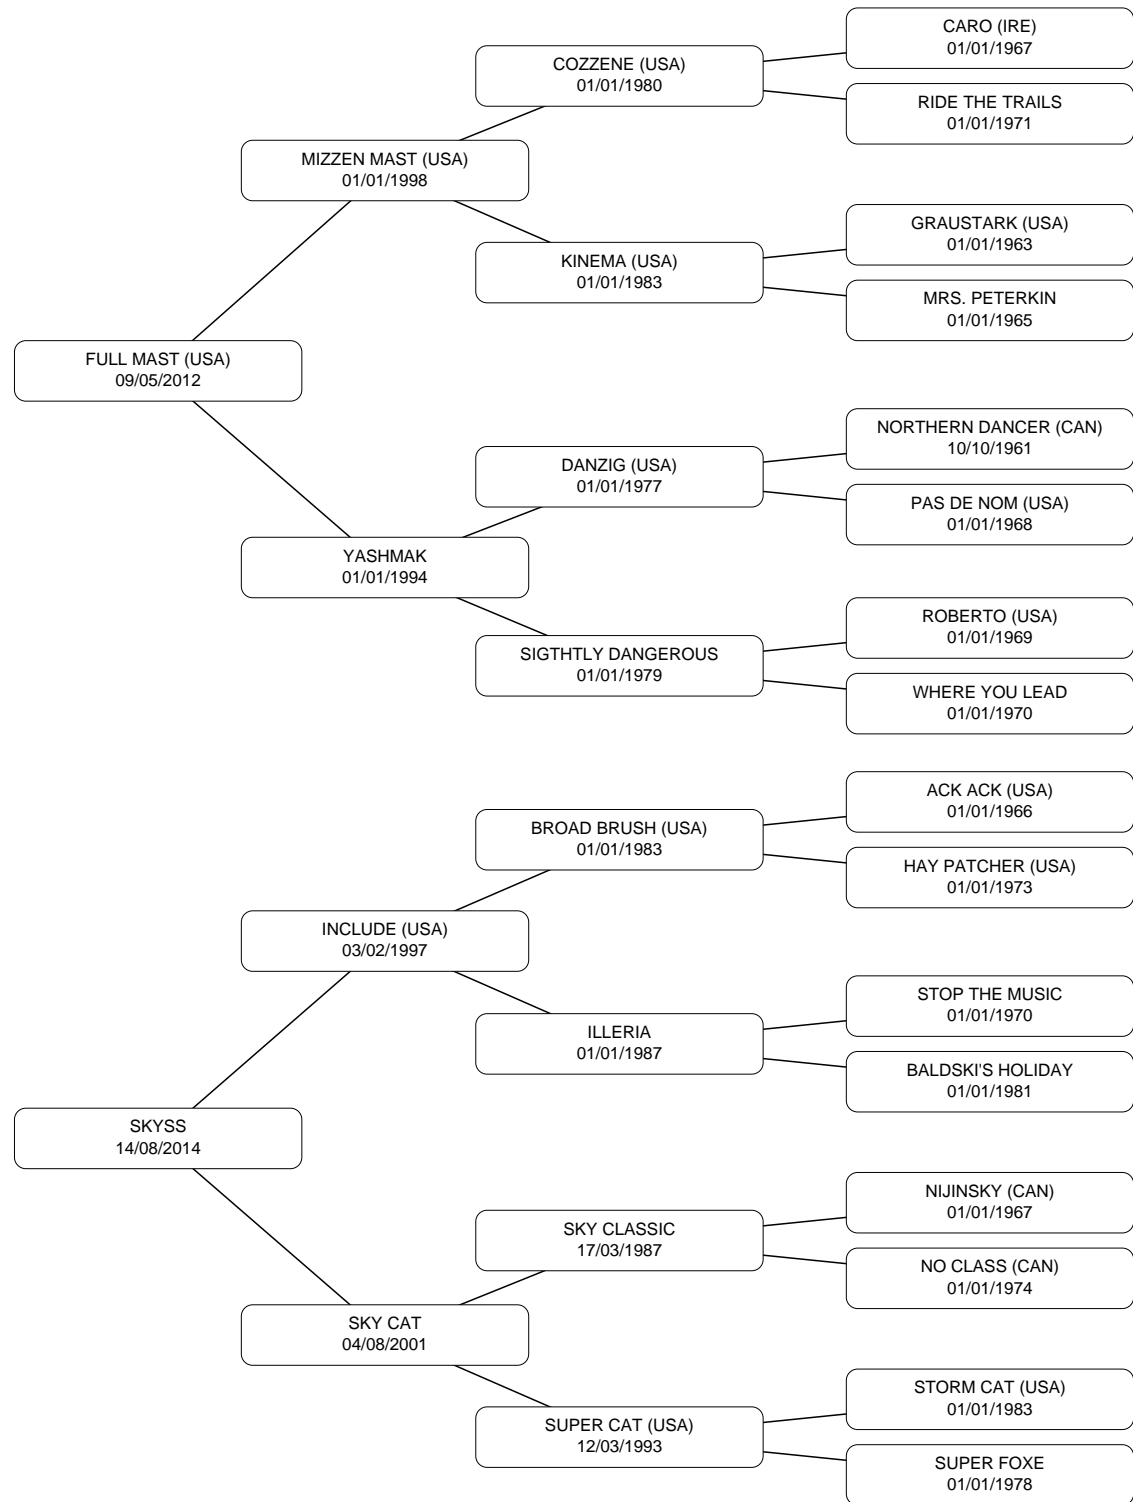 CARO (IRE)
01/01/1967
COZZENE (USA)
01/01/1980
RIDE THE TRAILS
01/01/1971
MIZZEN MAST (USA)
01/01/1998
GRAUSTARK (USA)
01/01/1963
KINEMA (USA)
01/01/1983
MRS. PETERKIN
01/01/1965
FULL MAST (USA)
09/05/2012
NORTHERN DANCER (CAN)
10/10/1961
DANZIG (USA)
01/01/1977
PAS DE NOM (USA)
01/01/1968
YASHMAK
01/01/1994
ROBERTO (USA)
01/01/1969
SIGTHTLY DANGEROUS
01/01/1979
WHERE YOU LEAD
01/01/1970
ACK ACK (USA)
01/01/1966
BROAD BRUSH (USA)
01/01/1983
HAY PATCHER (USA)
01/01/1973
INCLUDE (USA)
03/02/1997
STOP THE MUSIC
01/01/1970
ILLERIA
01/01/1987
BALDSKI'S HOLIDAY
01/01/1981
SKYSS
14/08/2014
NIJINSKY (CAN)
01/01/1967
SKY CLASSIC
17/03/1987
NO CLASS (CAN)
01/01/1974
SKY CAT
04/08/2001
STORM CAT (USA)
01/01/1983
SUPER CAT (USA)
12/03/1993
SUPER FOXE
01/01/1978